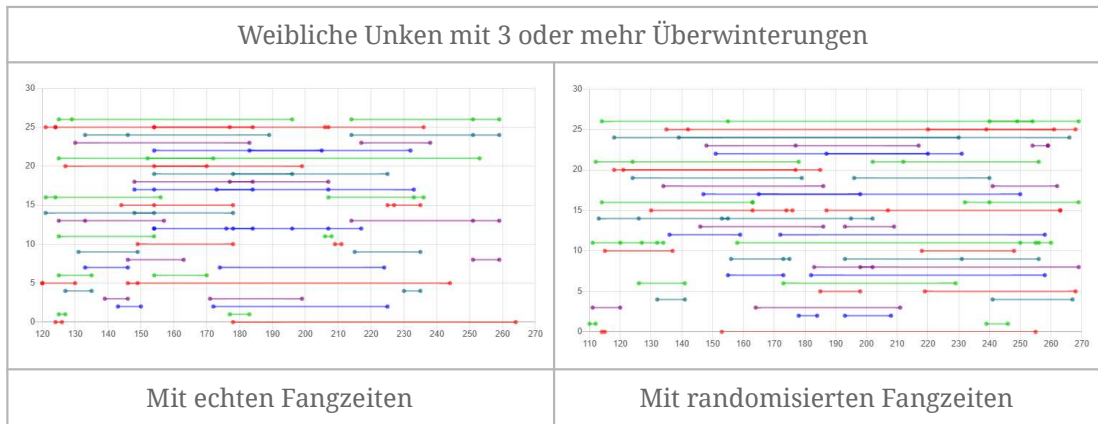 Weibliche Unken mit 3 oder mehr Überwinterungen
30
25
20
15
10
5
0
120 130 140 150 160 170 180 190 200 210 220 230 240 250 260 270
30
25
20
15
10
5
0
110 120 130 140 150 160 170 180 190 200 210 220 230 240 250 260 270
Mit echten Fangzeiten
Mit randomisierten Fangzeiten